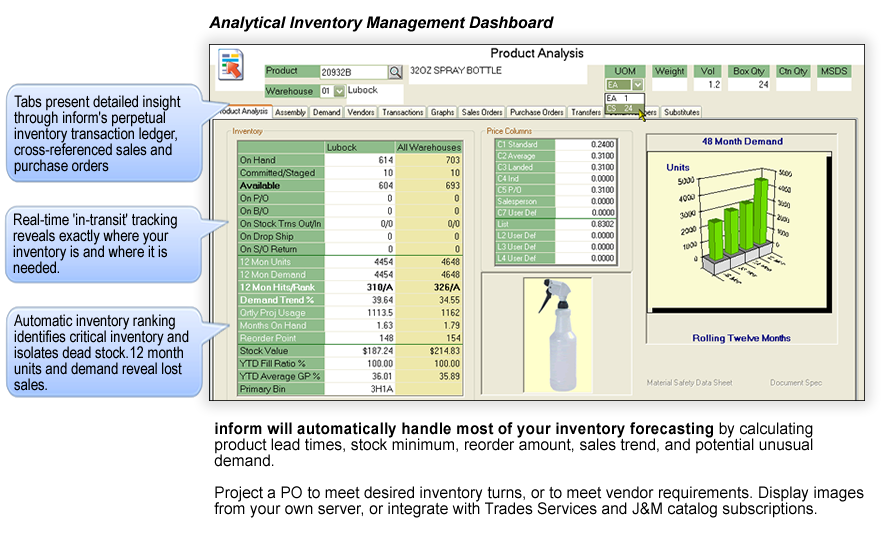 Analytical Inventory Management Dashboard
Product Analysis
Product 20932B 32OZ SPRAY BOTTLE UOM Weight Vol Box Qty Ctn Qty MSDS
Warehouse 01 Lubock EA 1.2 24
EA 1
CS 24
Product Analysis Assembly Demand Vendors Transactions Graphs Sales Orders Purchase Orders Transfers Substitutes
Tabs present detailed insight
through inform's perpetual
inventory transaction ledger,
cross-referenced sales and
purchase orders
Real-time 'in-transit' tracking
reveals exactly where your
inventory is and where it is
needed.
Automatic inventory ranking
identifies critical inventory and
isolates dead stock.12 month
units and demand reveal lost
sales.
Inventory
Lubock All Warehouses
On Hand 614 703
Committed/Staged 10 10
Available 604 693
On P/O 0 0
On B/O 0 0
On Stock Trns Out/In 0/0 0/0
On Drop Ship 0 0
On S/O Return 0 0
12 Mon Units 4454 4648
12 Mon Demand 4454 4648
12 Mon Hits/Rank 318/A 326/A
Demand Trend % 39.64 34.55
Qrtly Proj Usage 1113.5 1162
Months On Hand 1.63 1.79
Reorder Point 148 154
Stock Value $187.24 $214.83
YTD Fill Ratio % 100.00 100.00
YTD Average GP % 36.01 35.89
Primary Bin 3H1A
Price Columns
C1 Standard 0.2400
C2 Average 0.3100
C3 Landed 0.3100
C4 Ind 0.0000
C5 P/O 0.3100
Salesperson 0.0000
C7 User Def 0.0000
List 0.8302
L2 User Def 0.0000
L3 User Def 0.0000
L4 User Def 0.0000
48 Month Demand
Units
5000 5000
4000 4000
3000 3000
2000 2000
1000 1000
0 0
Rolling Twelve Months
Material Safety Data Sheet Document Spec
inform will automatically handle most of your inventory forecasting by calculating
product lead times, stock minimum, reorder amount, sales trend, and potential unusual
demand.
Project a PO to meet desired inventory turns, or to meet vendor requirements. Display images
from your own server, or integrate with Trades Services and J&M catalog subscriptions.